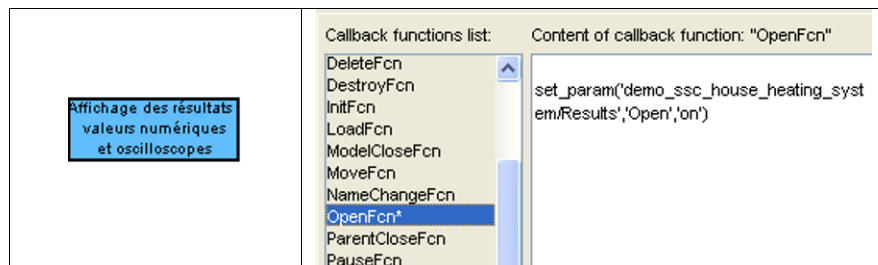 Affichage des résultats
valeurs numériques
et oscilloscopes
Callback functions list:
DeleteFcn
DestroyFcn
InitFcn
LoadFcn
ModelCloseFcn
MoveFcn
NameChangeFcn
OpenFcn*
ParentCloseFcn
PauseFcn
Content of callback function: "OpenFcn"
set_param('demo_ssc_house_heating_syst
em/Results','Open','on')